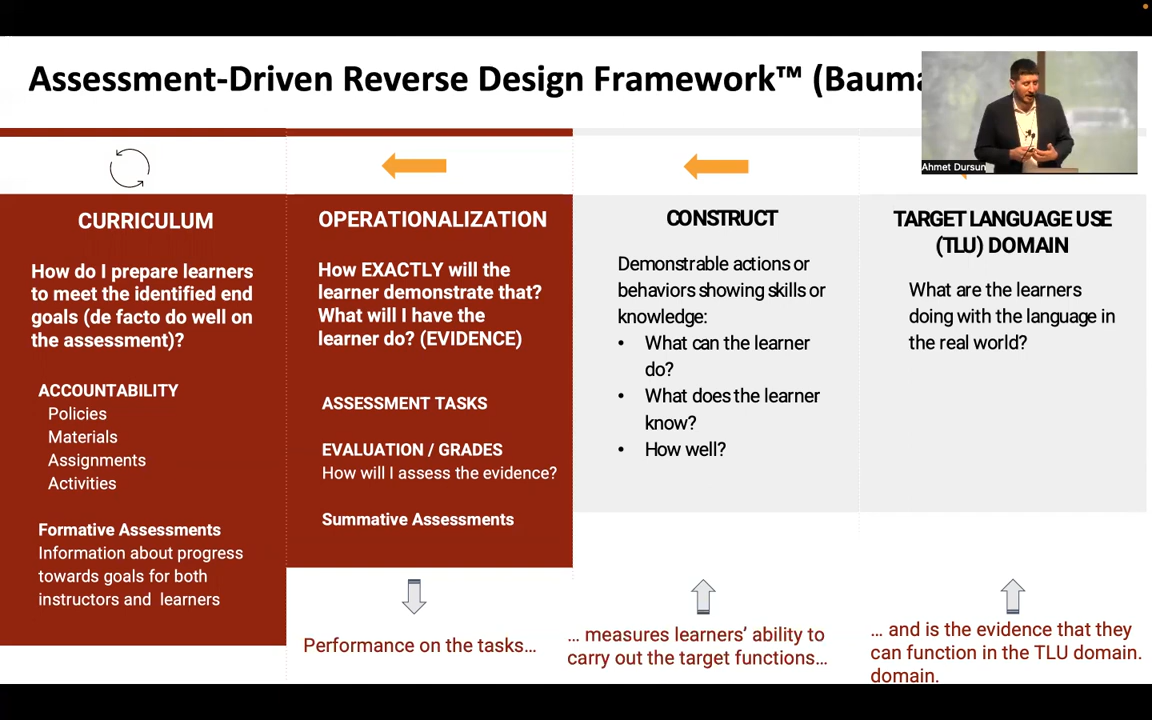 Assessment-Driven Reverse Design Framework™ (Bauma
Ahmet Dursun
CURRICULUM
How do I prepare learners
to meet the identified end
goals (de facto do well on
the assessment)?
ACCOUNTABILITY
Policies
Materials
Assignments
Activities
Formative Assessments
Information about progress
towards goals for both
instructors and learners
OPERATIONALIZATION
How EXACTLY will the
learner demonstrate that?
What will I have the
learner do? (EVIDENCE)
ASSESSMENT TASKS
EVALUATION / GRADES
How will I assess the evidence?
Summative Assessments
Performance on the tasks…
CONSTRUCT
Demonstrable actions or
behaviors showing skills or
knowledge:
• What can the learner
do?
• What does the learner
know?
• How well?
… measures learners’ ability to
carry out the target functions…
TARGET LANGUAGE USE
(TLU) DOMAIN
What are the learners
doing with the language in
the real world?
… and is the evidence that they
can function in the TLU domain.
domain.